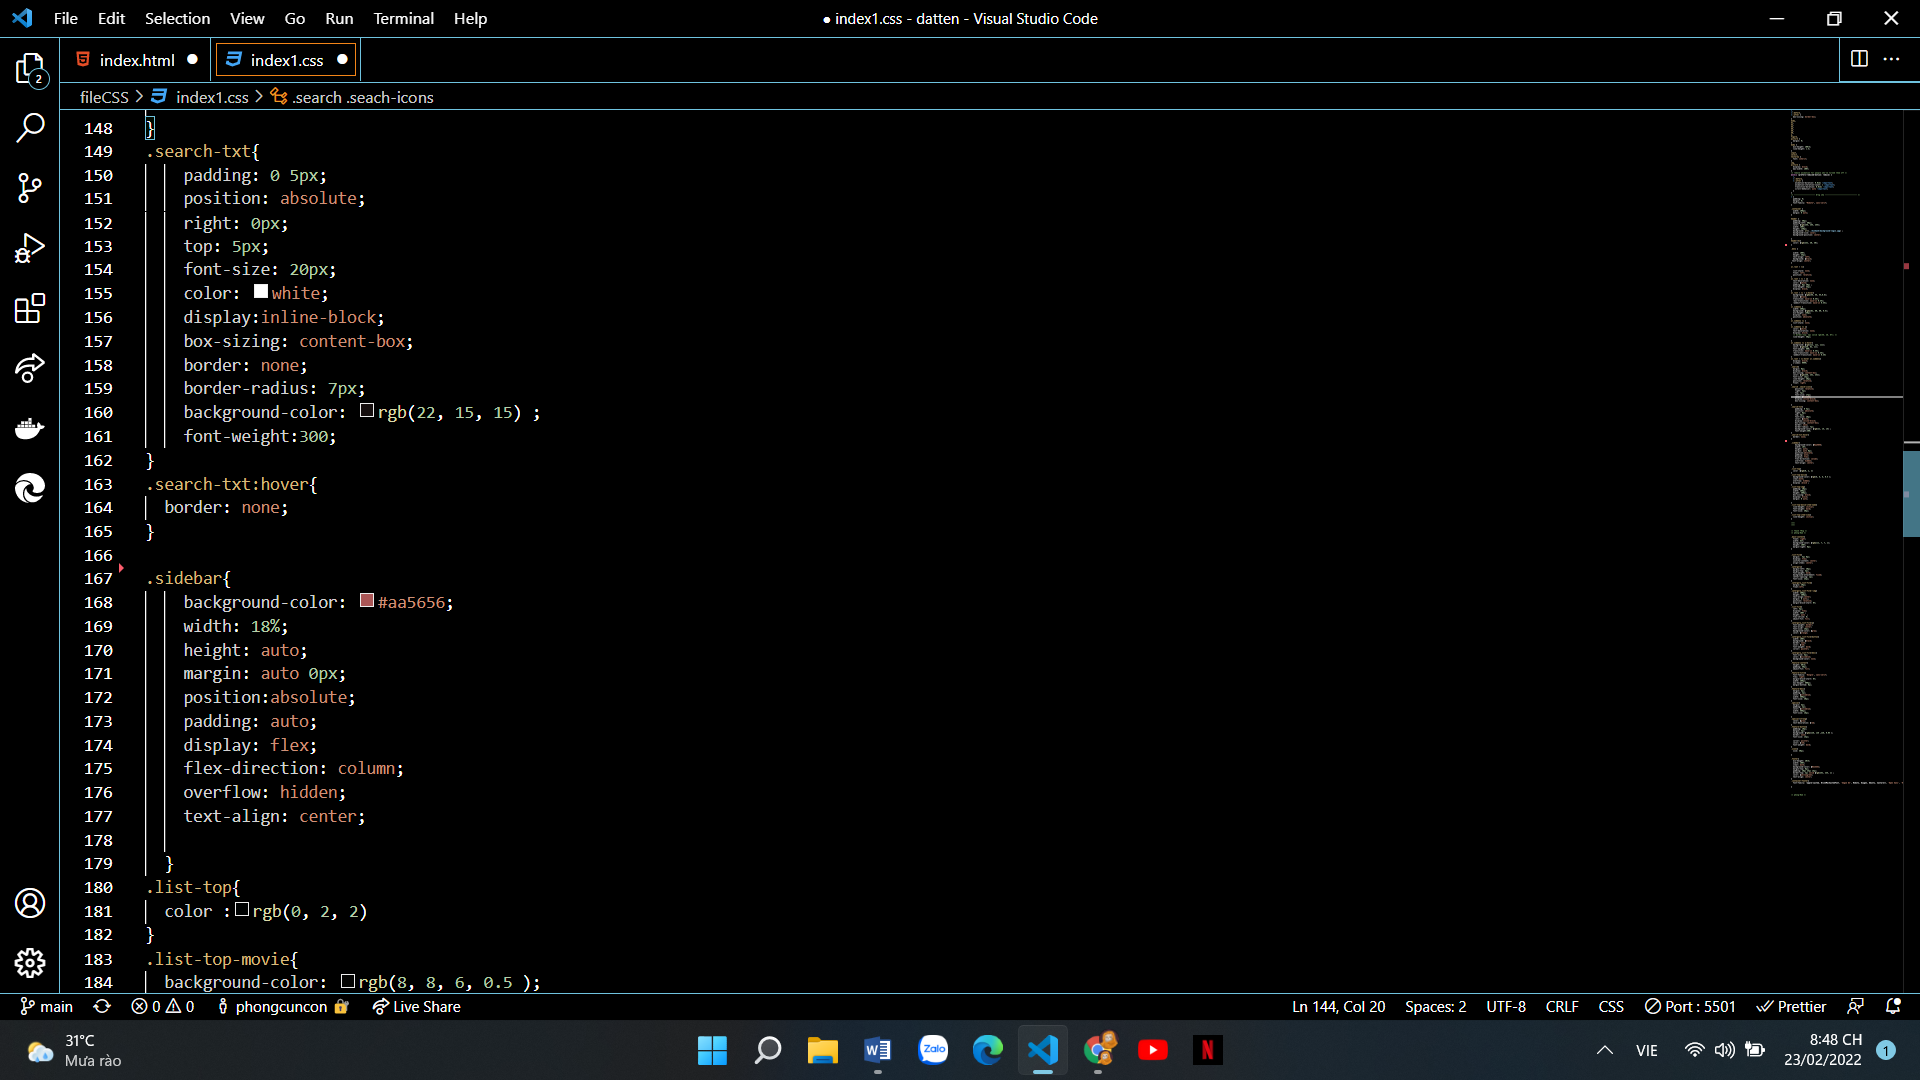 File Edit Selection View Go Run Terminal Help
● index1.css - datten - Visual Studio Code
index.html ●
index1.css ●
2
fileCSS > index1.css > .search .seach-icons
148 }
149 .search-txt{
150 padding: 0 5px;
151 position: absolute;
152 right: 0px;
153 top: 5px;
154 font-size: 20px;
155 color: white;
156 display:inline-block;
157 box-sizing: content-box;
158 border: none;
159 border-radius: 7px;
160 background-color: rgb(22, 15, 15) ;
161 font-weight:300;
162 }
163 .search-txt:hover{
164 border: none;
165 }
166
167 .sidebar{
168 background-color: #aa5656;
169 width: 18%;
170 height: auto;
171 margin: auto 0px;
172 position:absolute;
173 padding: auto;
174 display: flex;
175 flex-direction: column;
176 overflow: hidden;
177 text-align: center;
178
179 }
180 .list-top{
181 color :rgb(0, 2, 2)
182 }
183 .list-top-movie{
184 background-color: rgb(8, 8, 6, 0.5 );
main 0 0 phongcuncon Live Share Ln 144, Col 20 Spaces: 2 UTF-8 CRLF CSS Port : 5501 Prettier
31°C
Mưa rào
Zalo
VIE
8:48 CH
23/02/2022
1